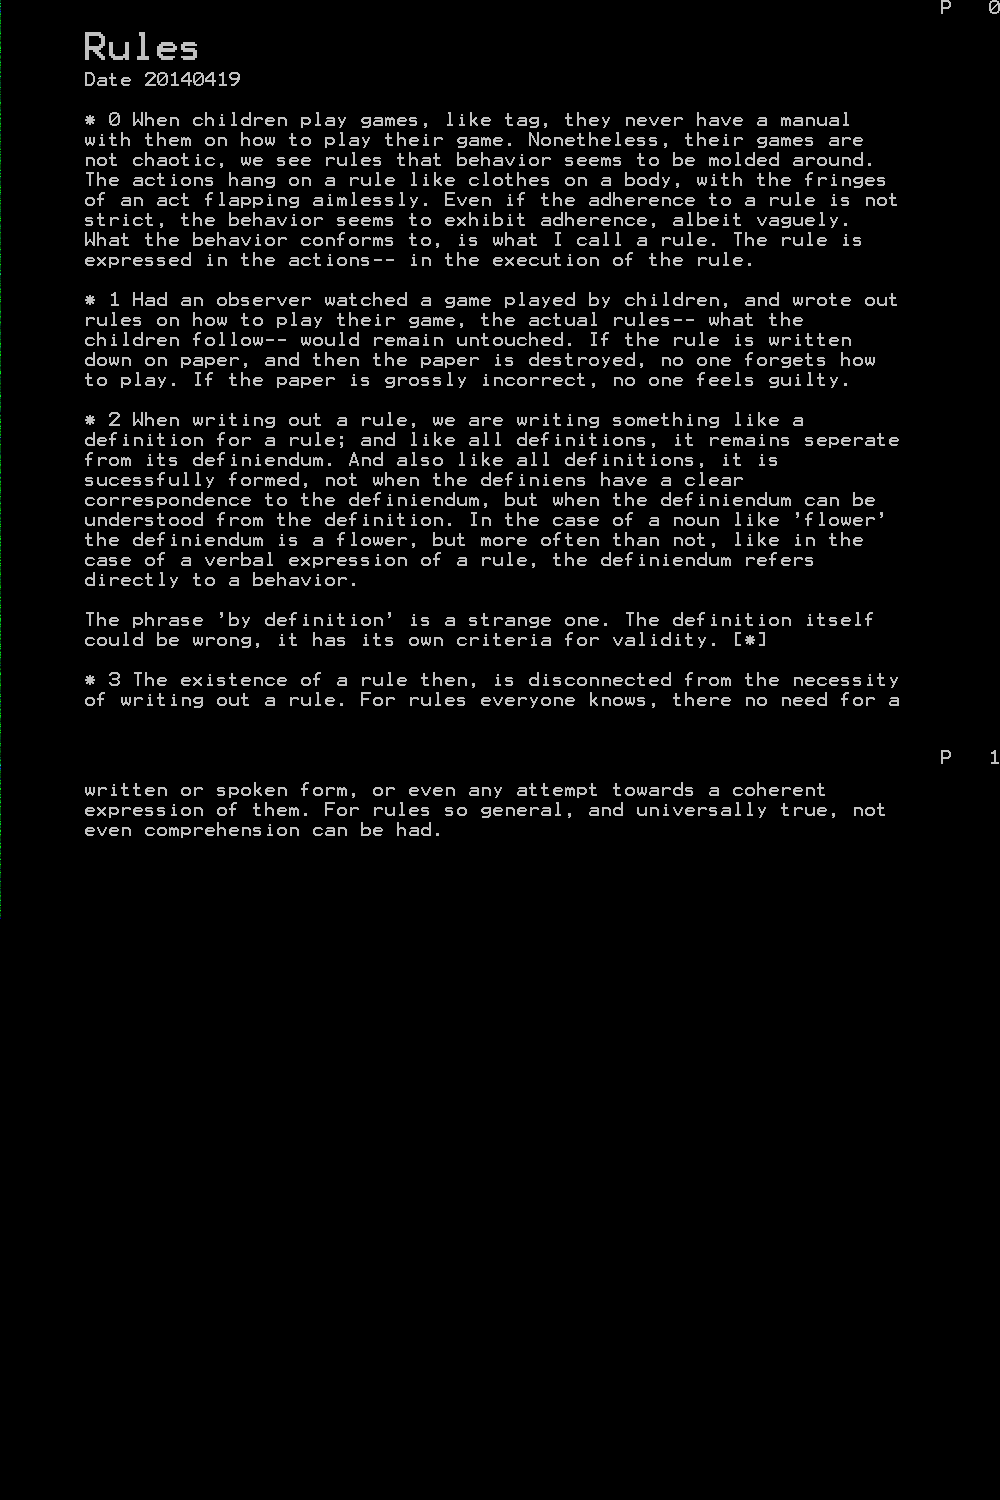 P 0
Rules
Date 20140419
* 0 When children play games, like tag, they never have a manual
with them on how to play their game. Nonetheless, their games are
not chaotic, we see rules that behavior seems to be molded around.
The actions hang on a rule like clothes on a body, with the fringes
of an act flapping aimlessly. Even if the adherence to a rule is not
strict, the behavior seems to exhibit adherence, albeit vaguely.
What the behavior conforms to, is what I call a rule. The rule is
expressed in the actions-- in the execution of the rule.
* 1 Had an observer watched a game played by children, and wrote out
rules on how to play their game, the actual rules-- what the
children follow-- would remain untouched. If the rule is written
down on paper, and then the paper is destroyed, no one forgets how
to play. If the paper is grossly incorrect, no one feels guilty.
* 2 When writing out a rule, we are writing something like a
definition for a rule; and like all definitions, it remains seperate
from its definiendum. And also like all definitions, it is
sucessfully formed, not when the definiens have a clear
correspondence to the definiendum, but when the definiendum can be
understood from the definition. In the case of a noun like 'flower'
the definiendum is a flower, but more often than not, like in the
case of a verbal expression of a rule, the definiendum refers
directly to a behavior.
The phrase 'by definition' is a strange one. The definition itself
could be wrong, it has its own criteria for validity. [*]
* 3 The existence of a rule then, is disconnected from the necessity
of writing out a rule. For rules everyone knows, there no need for a
P 1
written or spoken form, or even any attempt towards a coherent
expression of them. For rules so general, and universally true, not
even comprehension can be had.